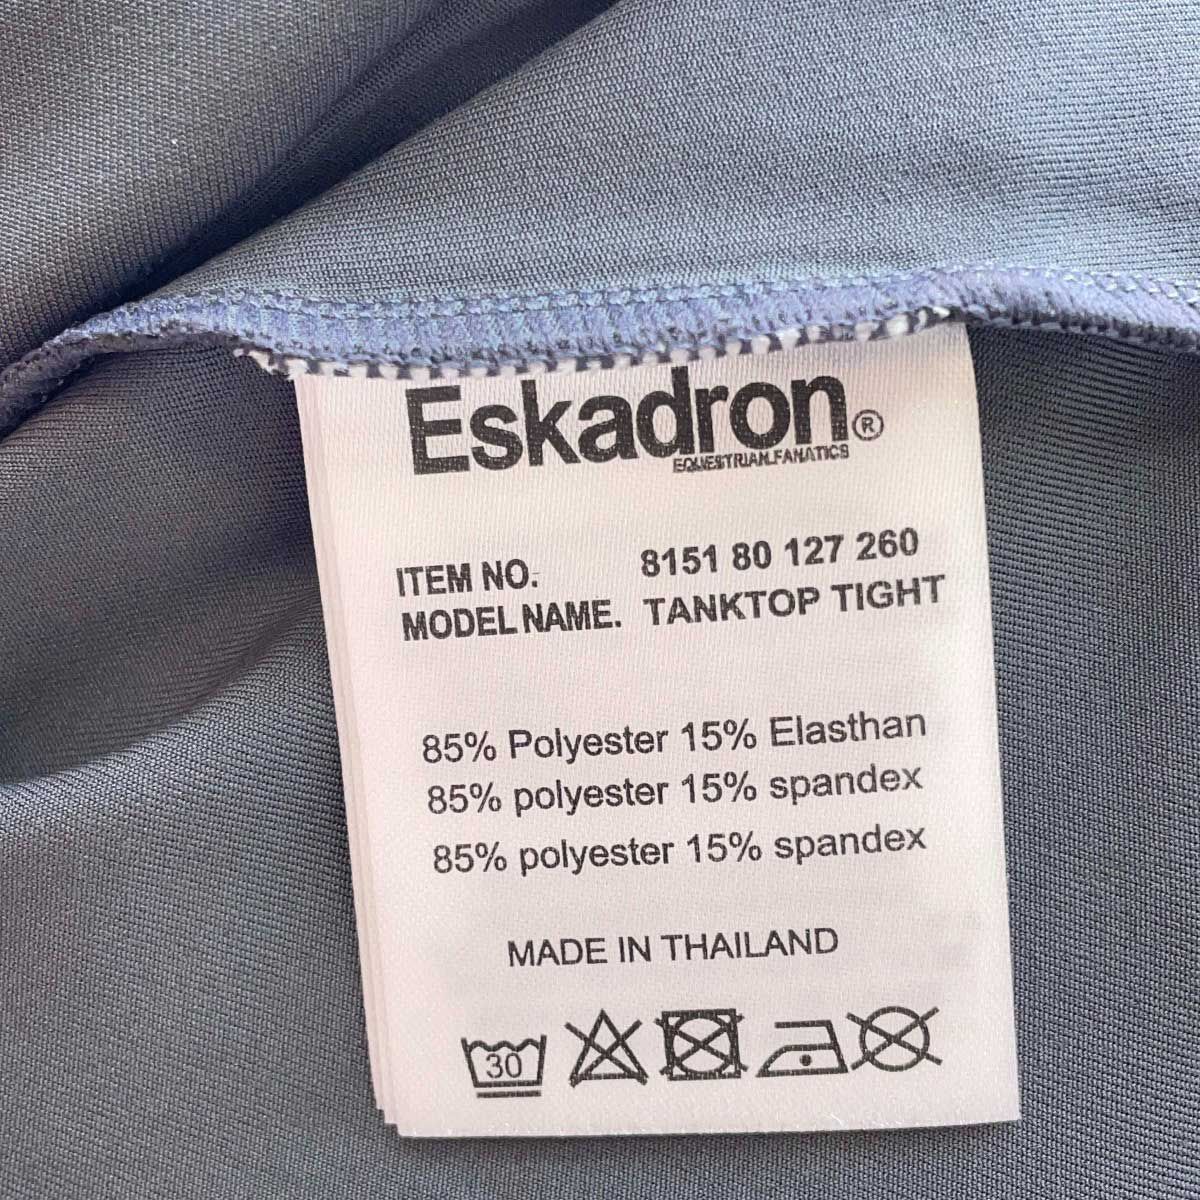 Eskadron®
EQUESTRIAN.FANATICS
ITEM NO. 8151 80 127 260
MODEL NAME. TANKTOP TIGHT
85% Polyester 15% Elasthan
85% polyester 15% spandex
85% polyester 15% spandex
MADE IN THAILAND
30